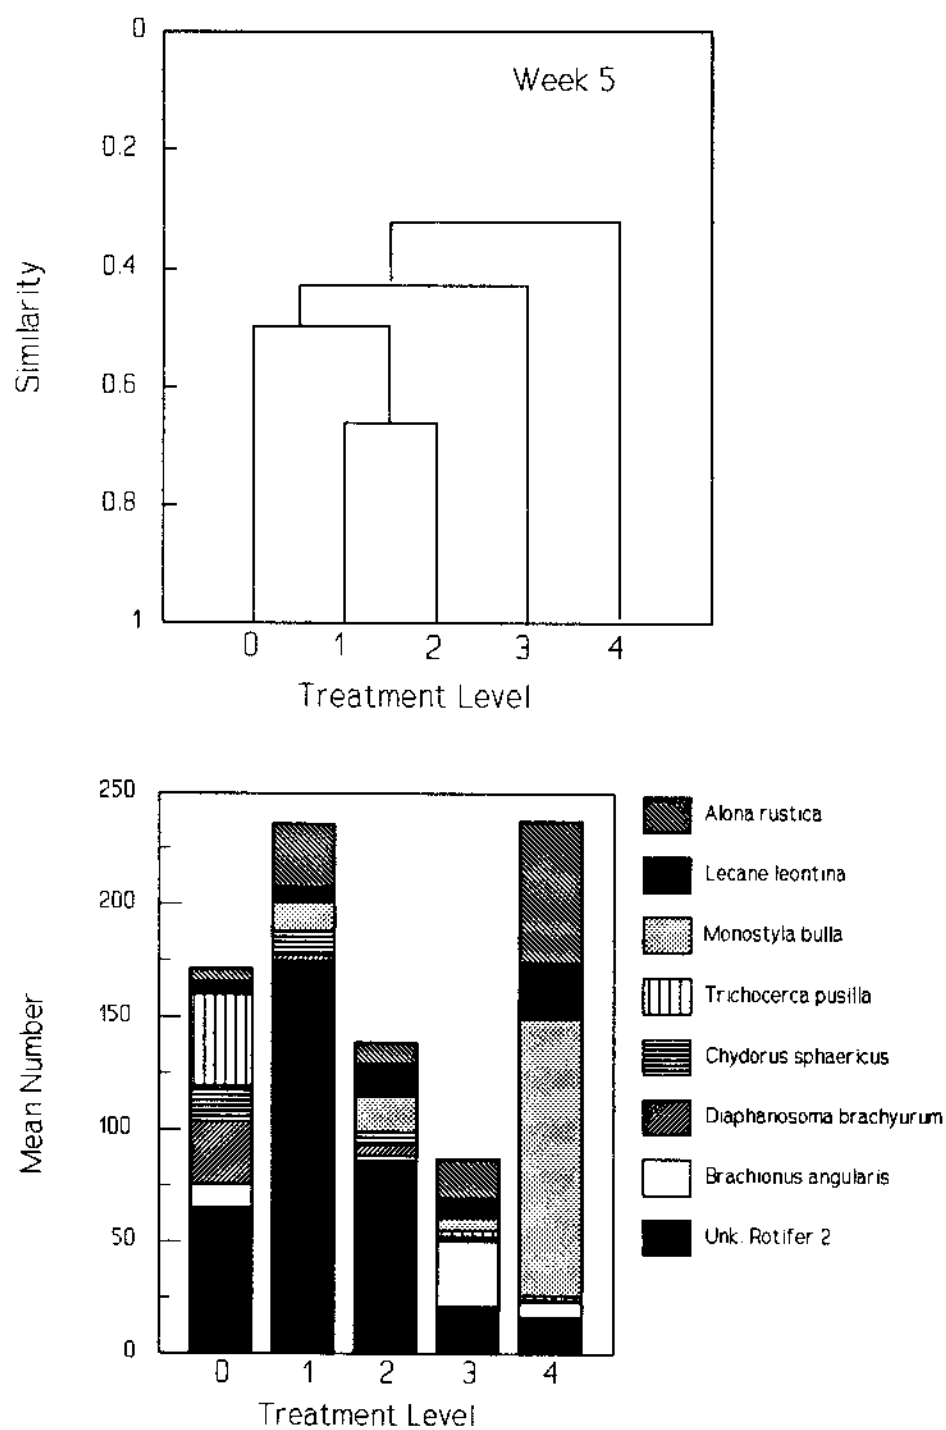 0
Week 5
0.2
0.4
0.6
0.8
1
Similarity
0 1 2 3 4
Treatment Level
250
200
150
100
50
0
Mean Number
0 1 2 3 4
Treatment Level
Alona rustica
Lecane leontina
Monostyla bulla
Trichocerca pusilla
Chydorus sphaericus
Diaphanosoma brachyurum
Brachionus angularis
Unk. Rotifer 2